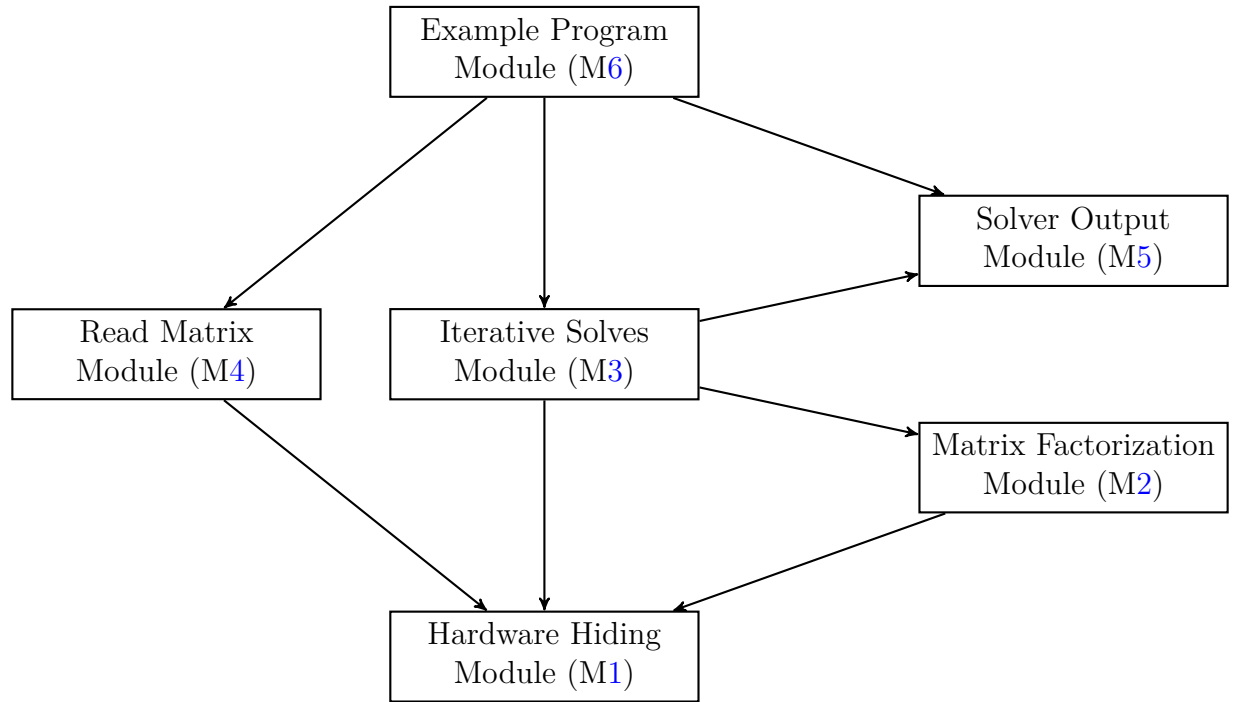 Example Program
Module (M6)
Solver Output
Module (M5)
Read Matrix
Module (M4)
Iterative Solves
Module (M3)
Matrix Factorization
Module (M2)
Hardware Hiding
Module (M1)